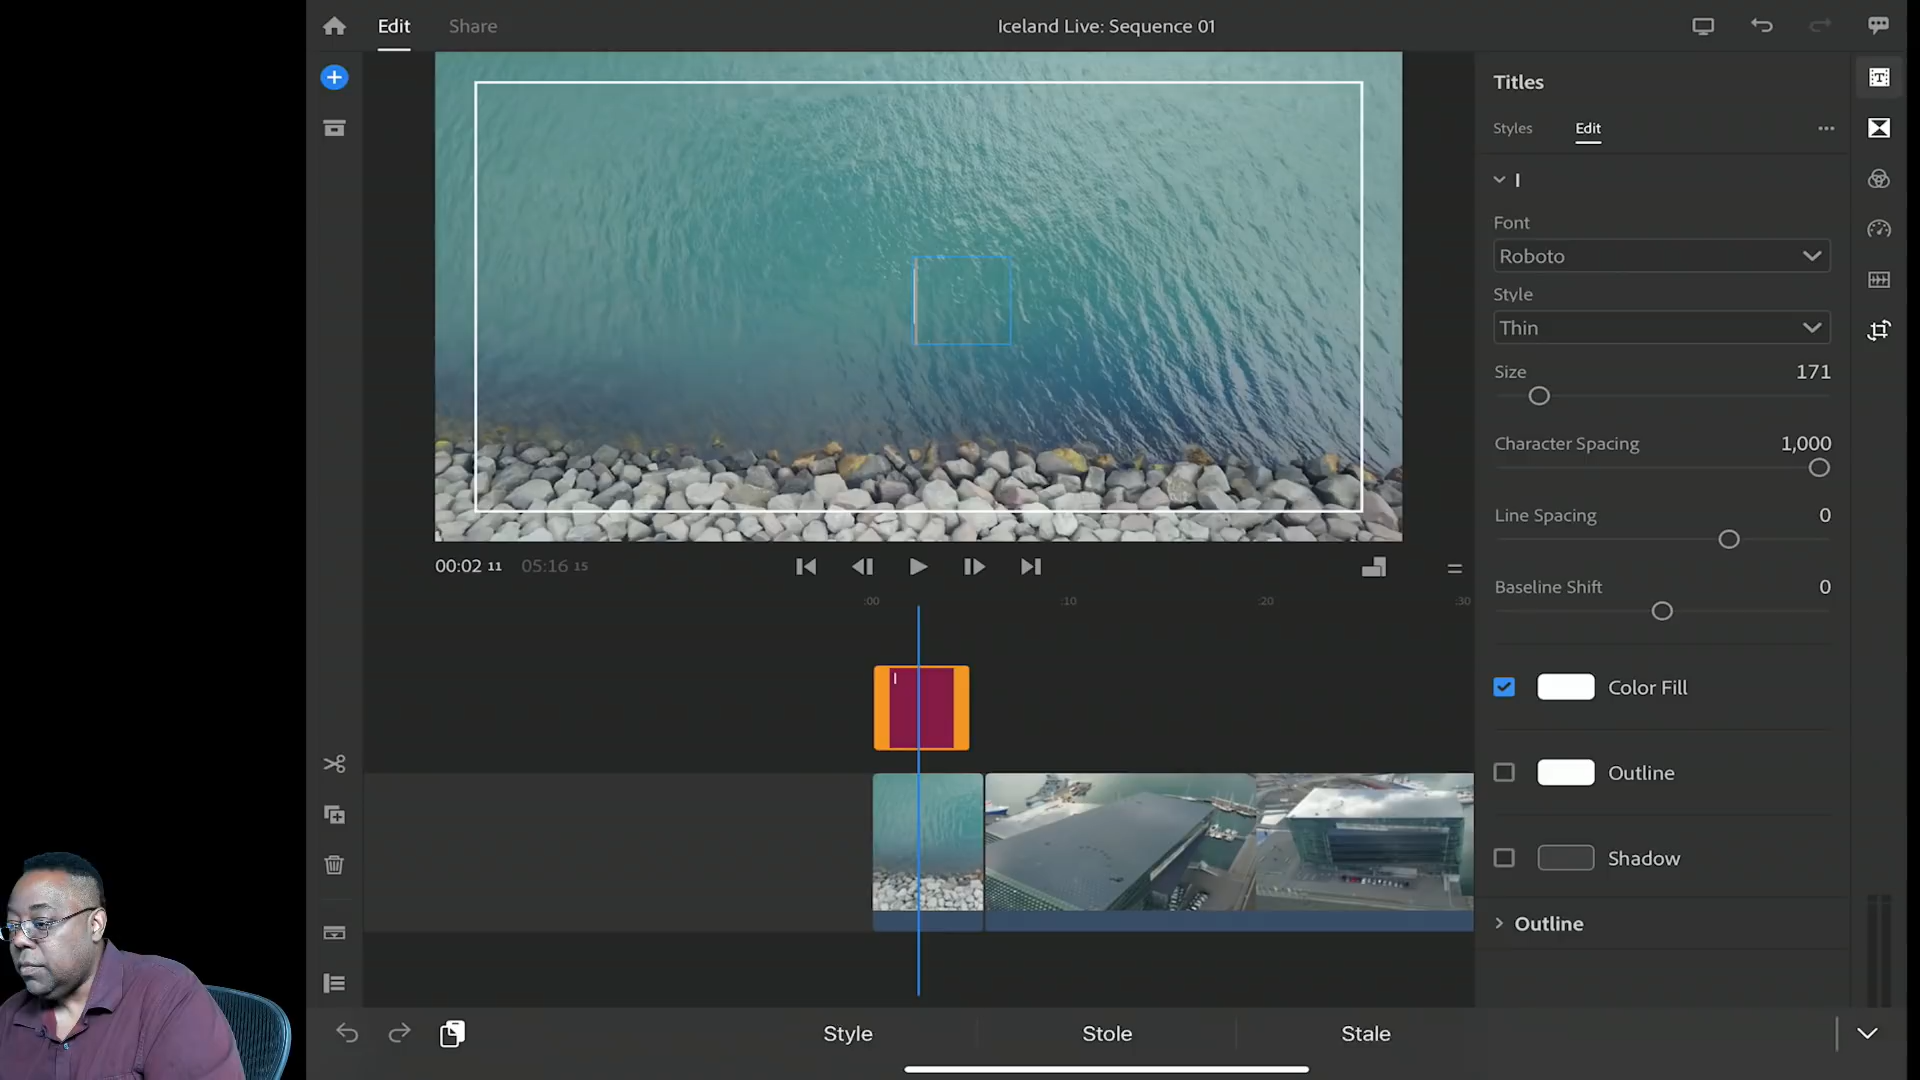 Edit
Share
Iceland Live: Sequence 01
Titles
Styles
Edit
I
Font
Roboto
Style
Thin
Size
171
Character Spacing
1,000
Line Spacing
0
Baseline Shift
0
Color Fill
Outline
Shadow
Outline
00:02 11
05:16 15
:00
:10
:20
:30
I
Style
Stole
Stale